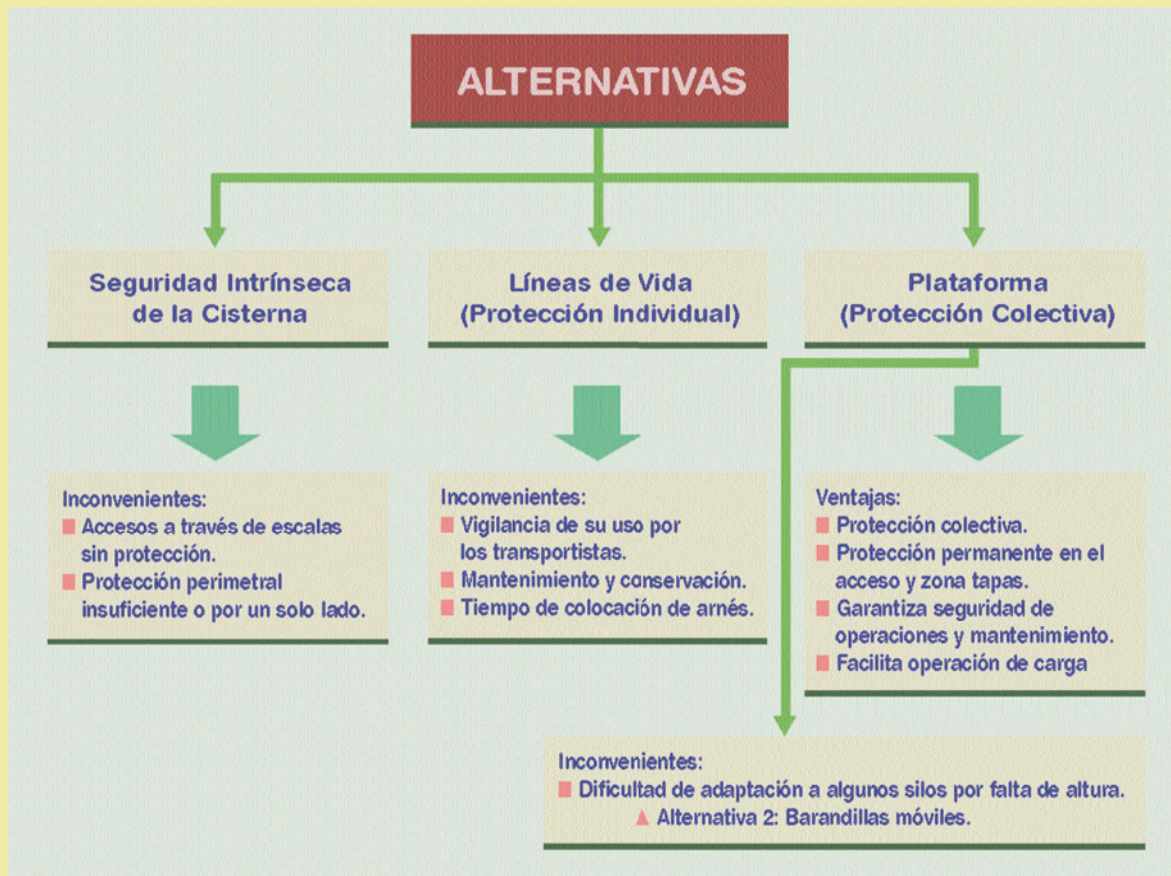 ALTERNATIVAS
Seguridad Intrínseca
de la Cisterna
Inconvenientes:
Accesos a través de escalas
sin protección.
Protección perimetral
insuficiente o por un solo lado.
Líneas de Vida
(Protección Individual)
Inconvenientes:
Vigilancia de su uso por
los transportistas.
Mantenimiento y conservación.
Tiempo de colocación de arnés.
Plataforma
(Protección Colectiva)
Ventajas:
Protección colectiva.
Protección permanente en el
acceso y zona tapas.
Garantiza seguridad de
operaciones y mantenimiento.
Facilita operación de carga
Inconvenientes:
Dificultad de adaptación a algunos silos por falta de altura.
Alternativa 2: Barandillas móviles.